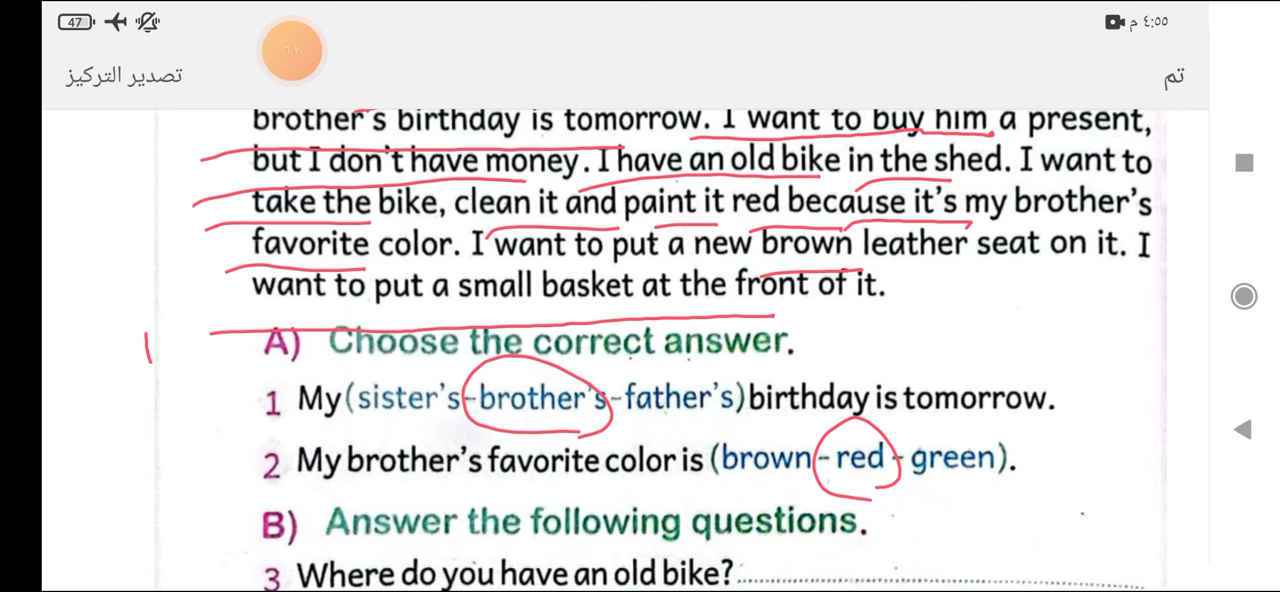 47
٤:٥٥ م
تصدير التركيز
تم
brother's birthday is tomorrow. I want to buy him a present,
but I don't have money. I have an old bike in the shed. I want to
take the bike, clean it and paint it red because it's my brother's
favorite color. I want to put a new brown leather seat on it. I
want to put a small basket at the front of it.
A) Choose the correct answer.
1 My (sister's - brother's - father's) birthday is tomorrow.
2 My brother's favorite color is (brown - red - green).
B) Answer the following questions.
3 Where do you have an old bike? ........................................